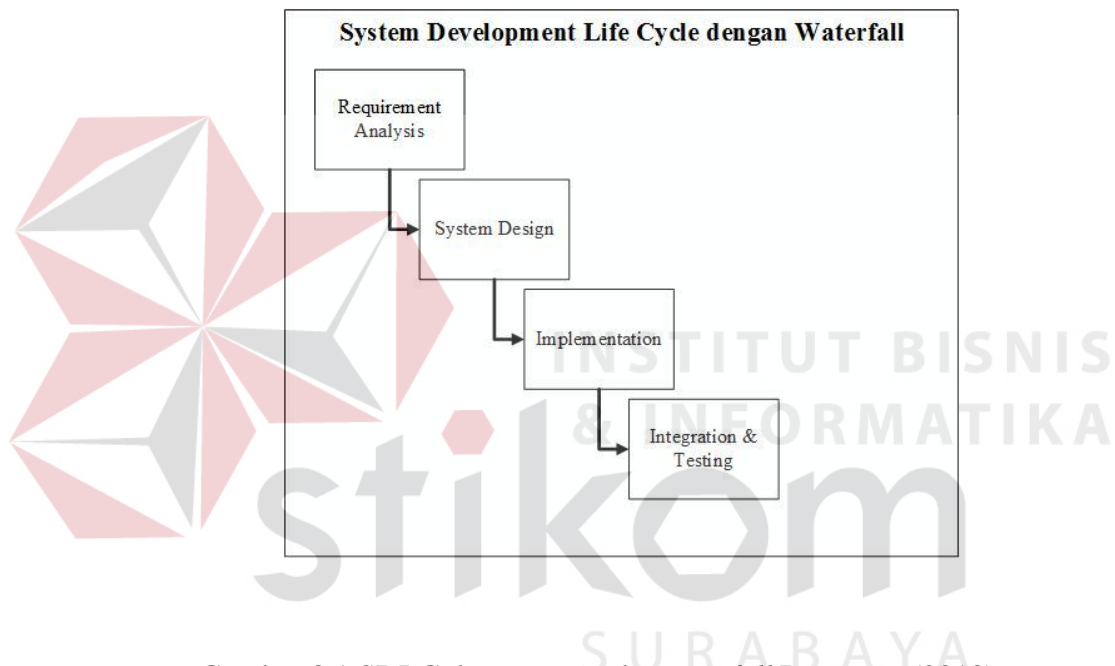 System Development Life Cycle dengan Waterfall
Requirement
Analysis
System Design
Implementation
Integration &
Testing
INSTITUT BISNIS
& INFORMATIKA
stikom
SURABAYA